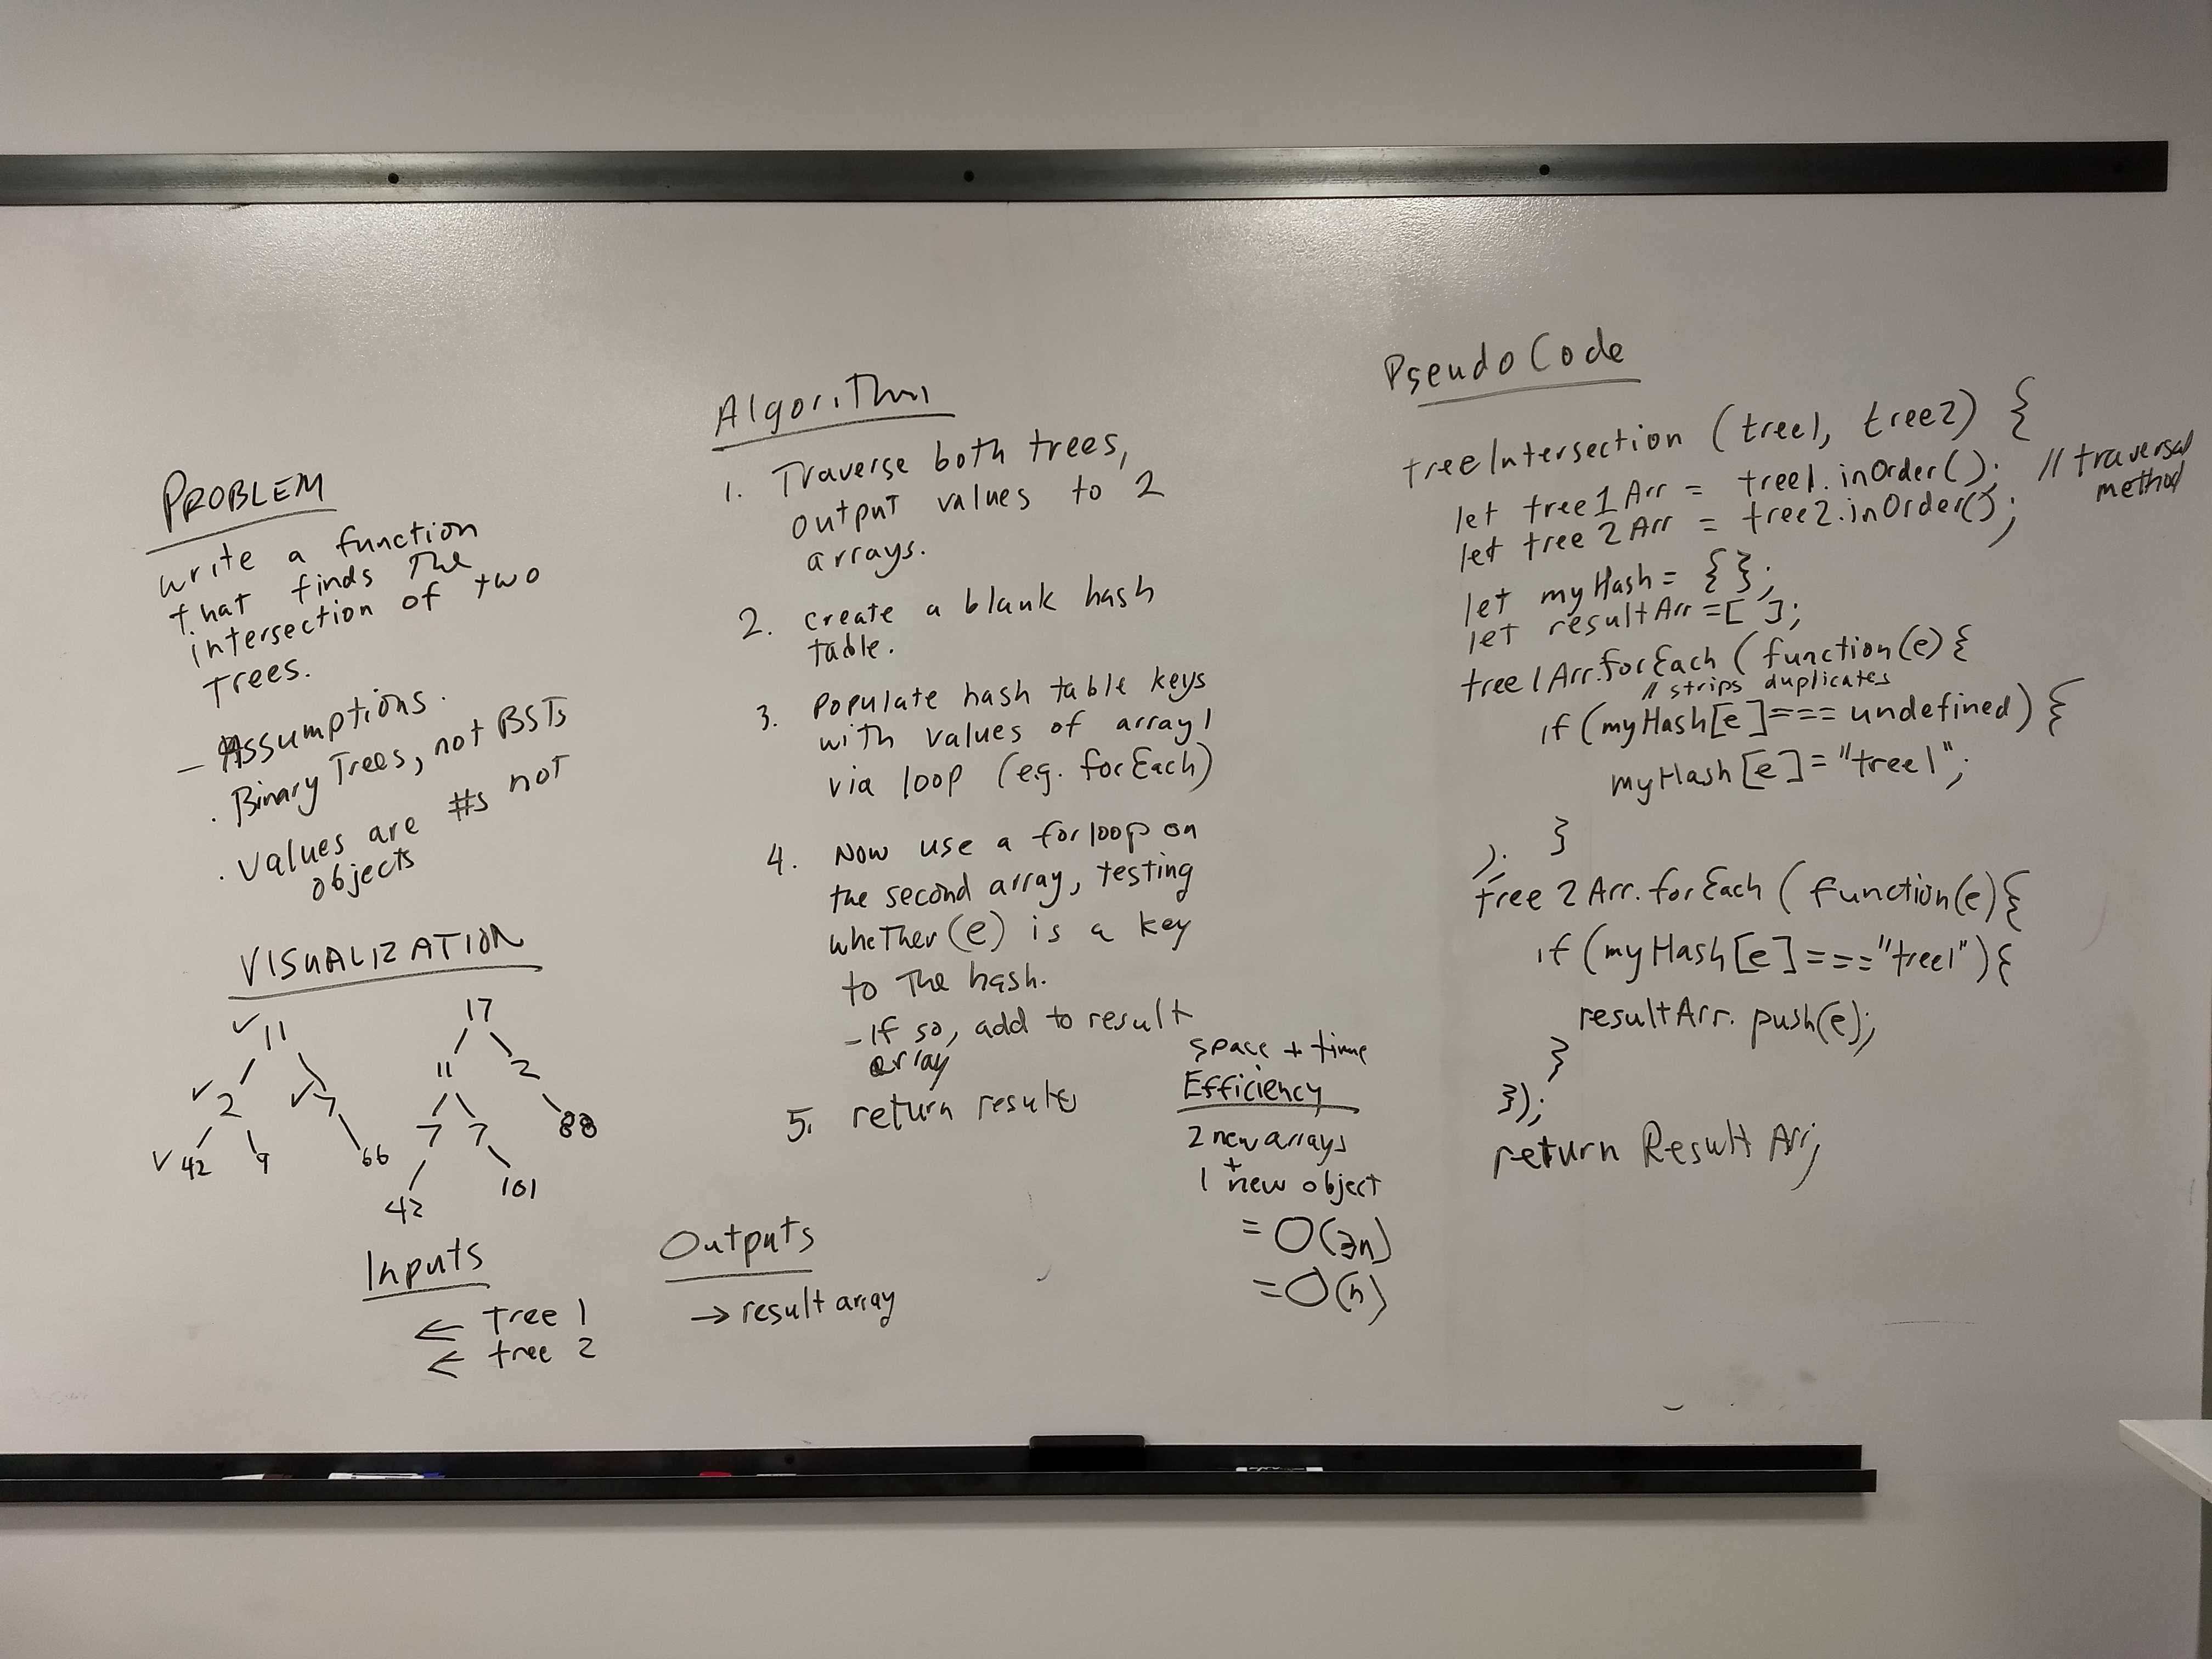 PROBLEM
write a function
that finds the
intersection of two
trees.
- Assumptions.
. Binary Trees, not BSTs
. values are #s not
objects
VISUALIZATION
✓ 11
✓ 2 ✓ 7
✓ 42 9 66
17
11 2
7 7 88
42 101
Inputs
← tree 1
← tree 2
Algorithm
1. Traverse both trees,
output values to 2
arrays.
2. create a blank hash
table.
3. Populate hash table keys
with values of array 1
via loop (e.g. forEach)
4. Now use a for loop on
the second array, testing
whether (e) is a key
to the hash.
- If so, add to result
array
5. return results
Outputs
→ result array
space + time
Efficiency
2 new arrays
+
1 new object
= O(3n)
= O(n)
Pseudo Code
treeIntersection (tree1, tree2) {
let tree1Arr = tree1.inOrder(); // traversal
method
let tree2Arr = tree2.inOrder();
let myHash = {};
let resultArr = [];
tree1Arr.forEach (function(e) {
// strips duplicates
if (myHash[e] === undefined) {
myHash[e] = "tree1";
}
);
tree2Arr.forEach (function(e) {
if (myHash[e] === "tree1") {
resultArr.push(e);
}
});
return Result Arr;